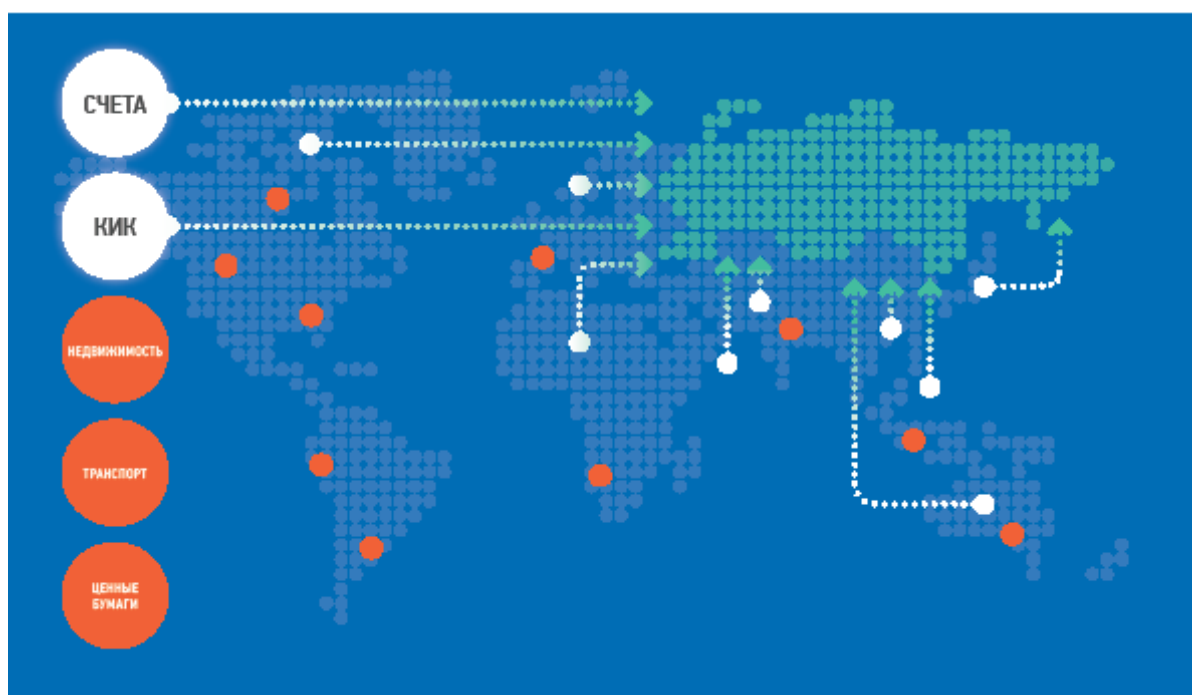 СЧЕТА
КИК
НЕДВИЖИМОСТЬ
ТРАНСПОРТ
ЦЕННЫЕ
БУМАГИ